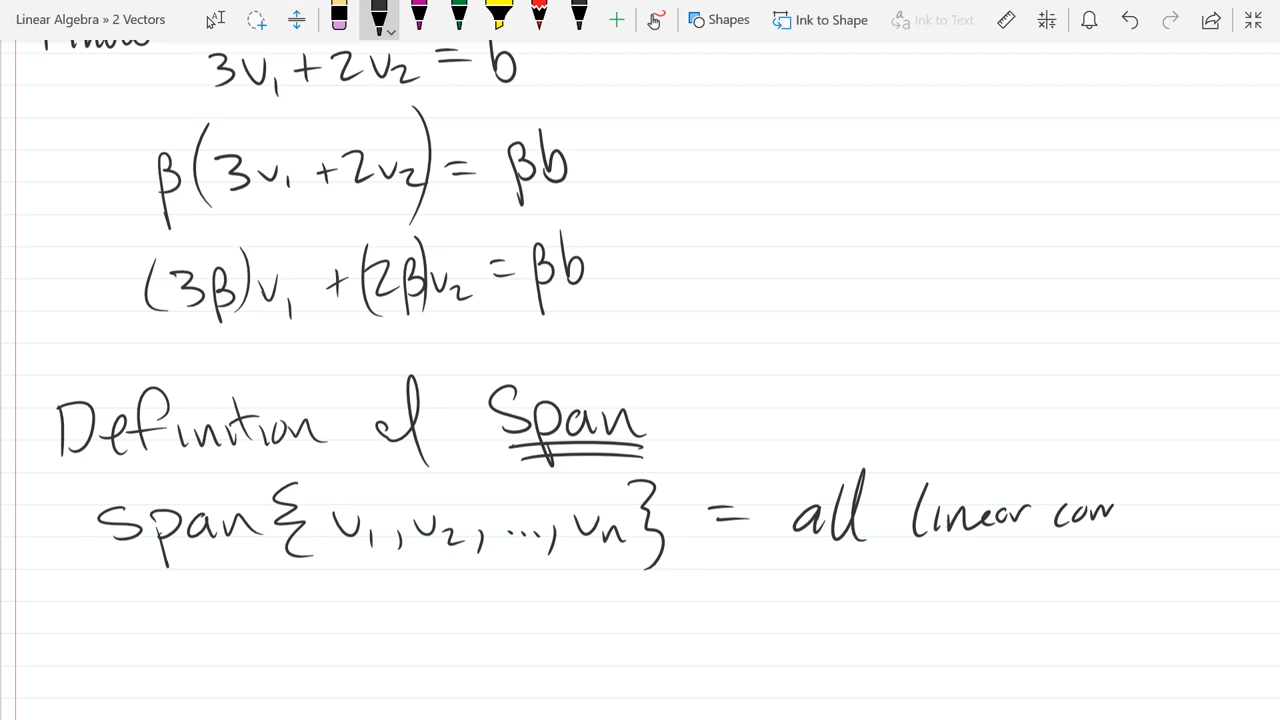 Linear Algebra » 2 Vectors
Shapes
Ink to Shape
Ink to Text
3v₁ + 2v₂ = b
β(3v₁ + 2v₂) = βb
(3β)v₁ + (2β)v₂ = βb
Definition of Span
span{v₁, v₂, ..., vn} = all linear com